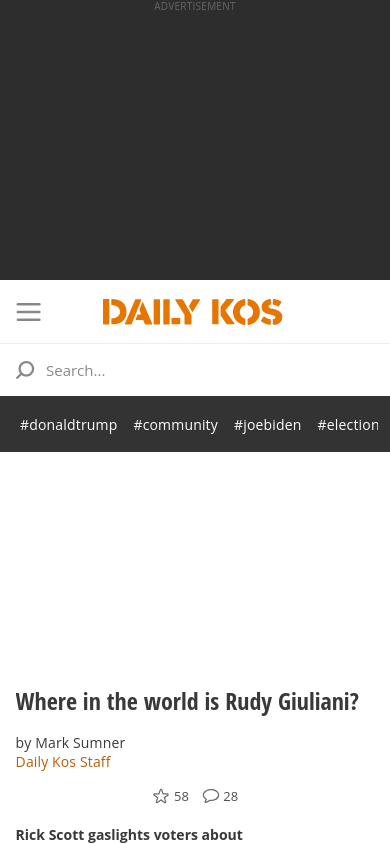 ADVERTISEMENT
DAILY KOS
Search...
#donaldtrump #community #joebiden #election
Where in the world is Rudy Giuliani?
by Mark Sumner
Daily Kos Staff
58 28
Rick Scott gaslights voters about